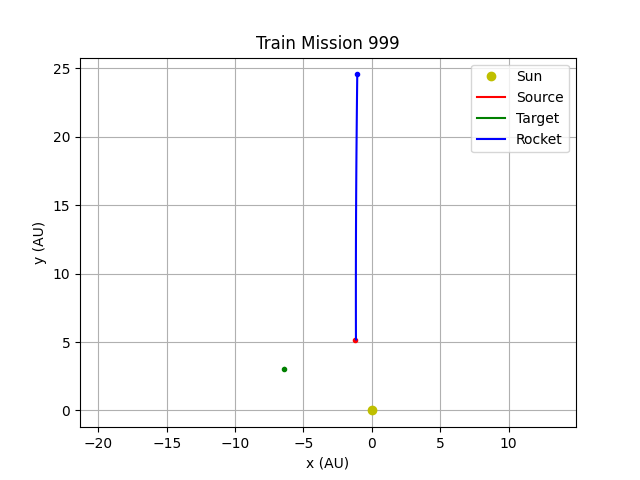 Train Mission 999
25
20
15
10
5
0
y (AU)
−20
−15
−10
−5
0
5
10
x (AU)
Sun
Source
Target
Rocket